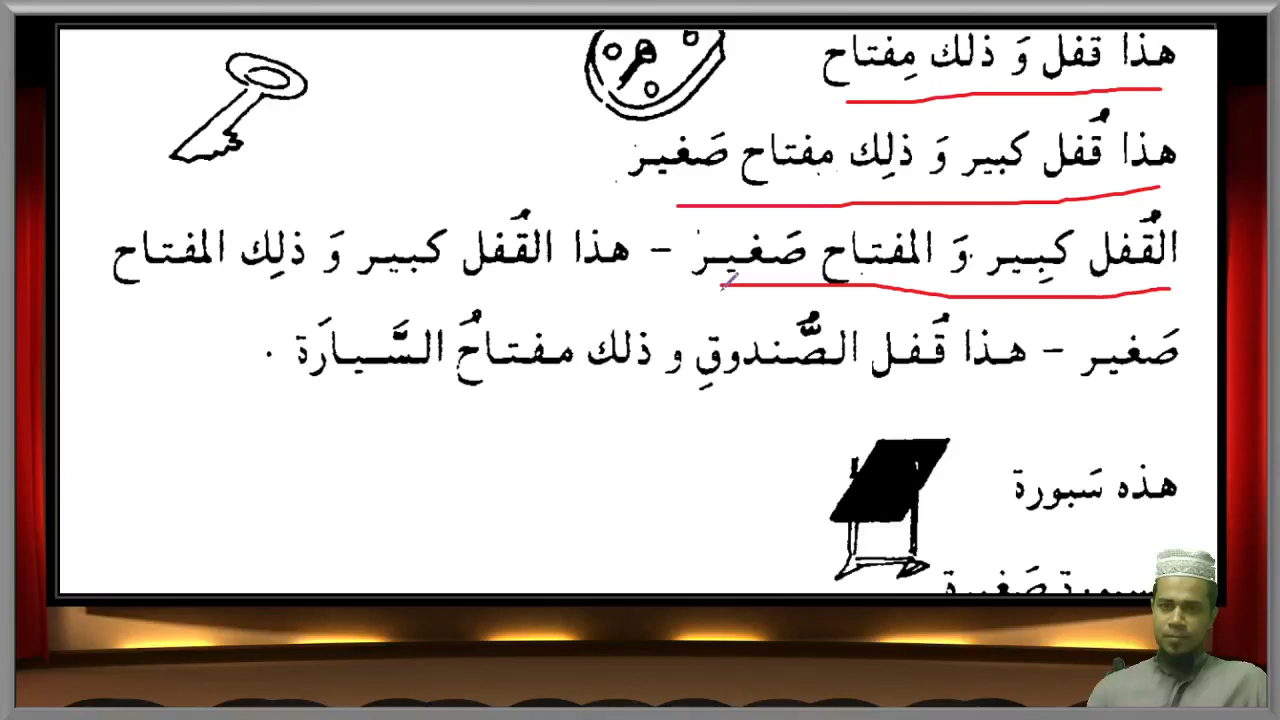 هذا قفل وَ ذلك مِفتاح
هذا قُفل كبير وَ ذلِك مفتاح صَغير
القُفل كبِير وَ المفتاح صَغير – هذا القُفل كبير وَ ذلِك المفتاح
صَغير – هذا قُفل الصُّندوقِ و ذلك مفتاحُ السَّيارَة .
هذه سَبورة